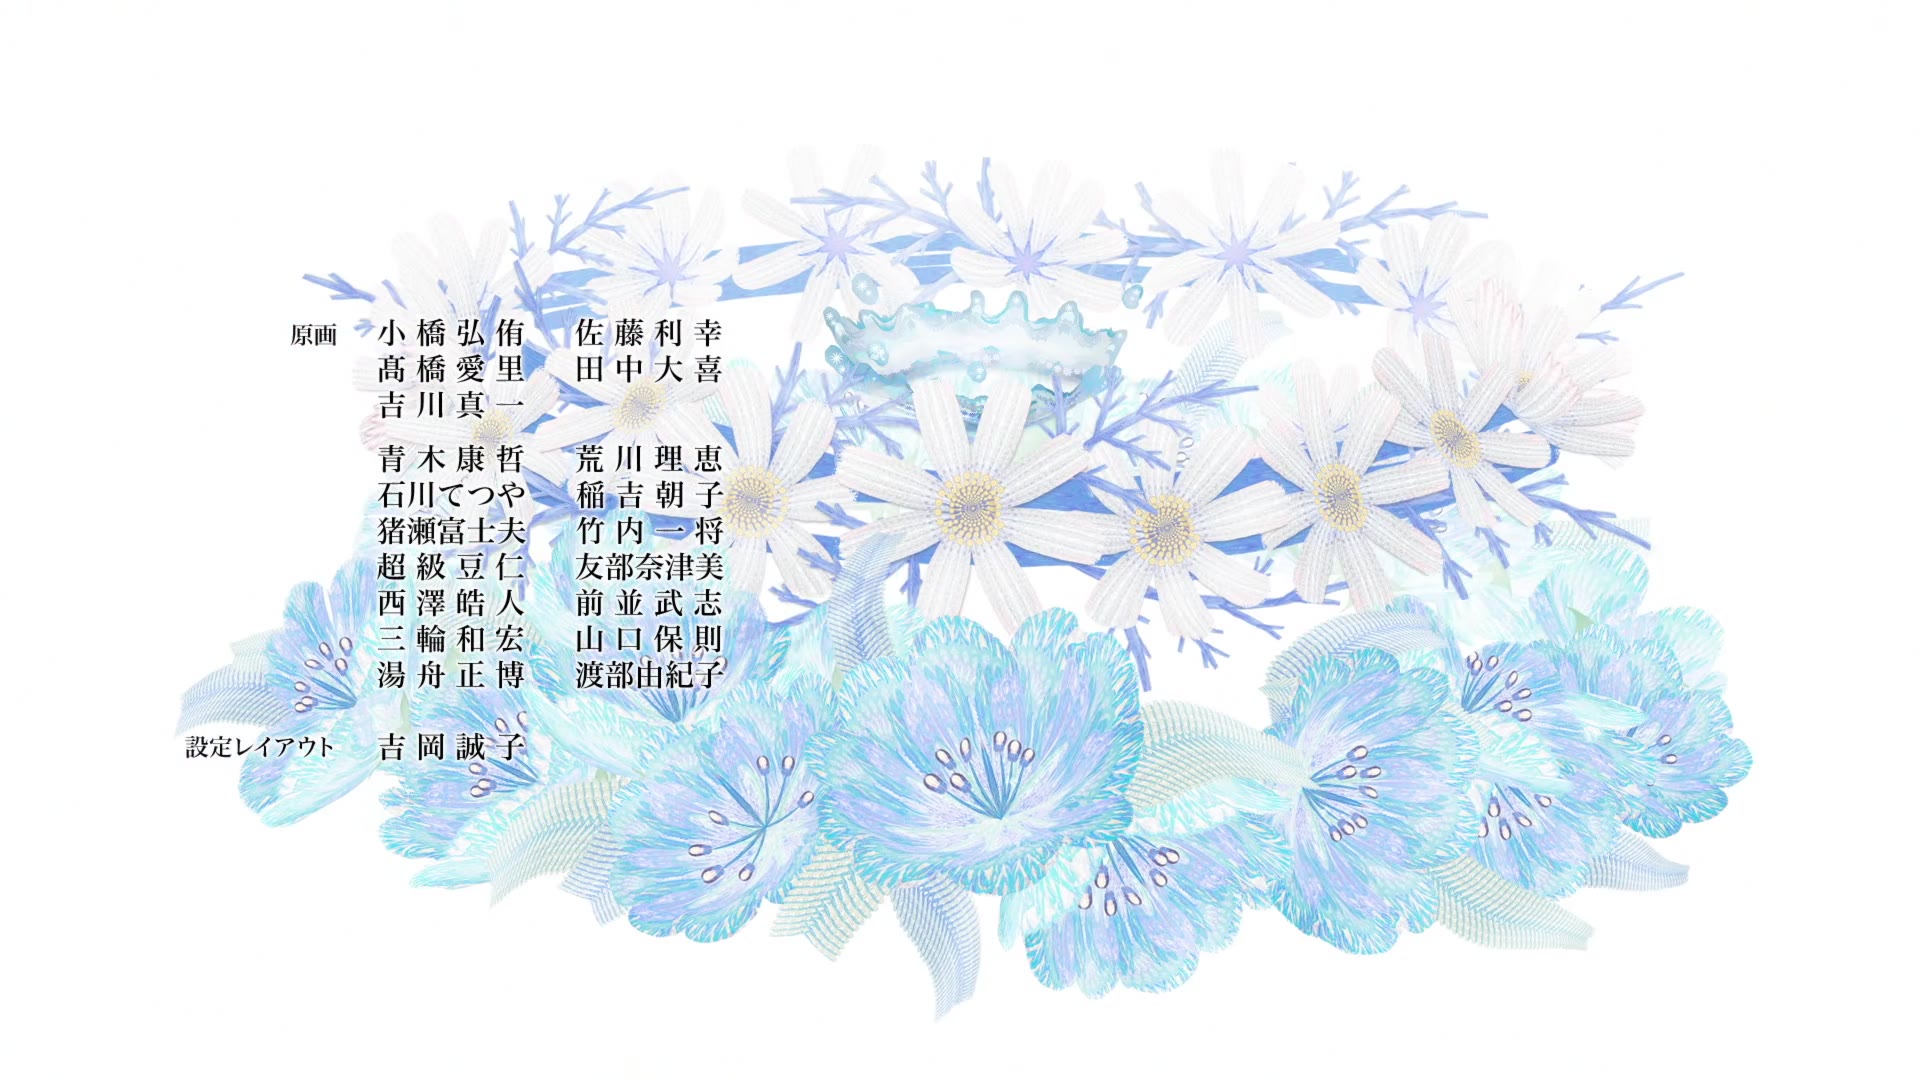 原画 小橋弘侑 佐藤利幸
髙橋愛里 田中大喜
吉川真一
青木康哲 荒川理恵
石川てつや 稲吉朝子
猪瀬富士夫 竹内一将
超級豆仁 友部奈津美
西澤皓人 前並武志
三輪和宏 山口保則
湯舟正博 渡部由紀子
設定レイアウト 吉岡誠子